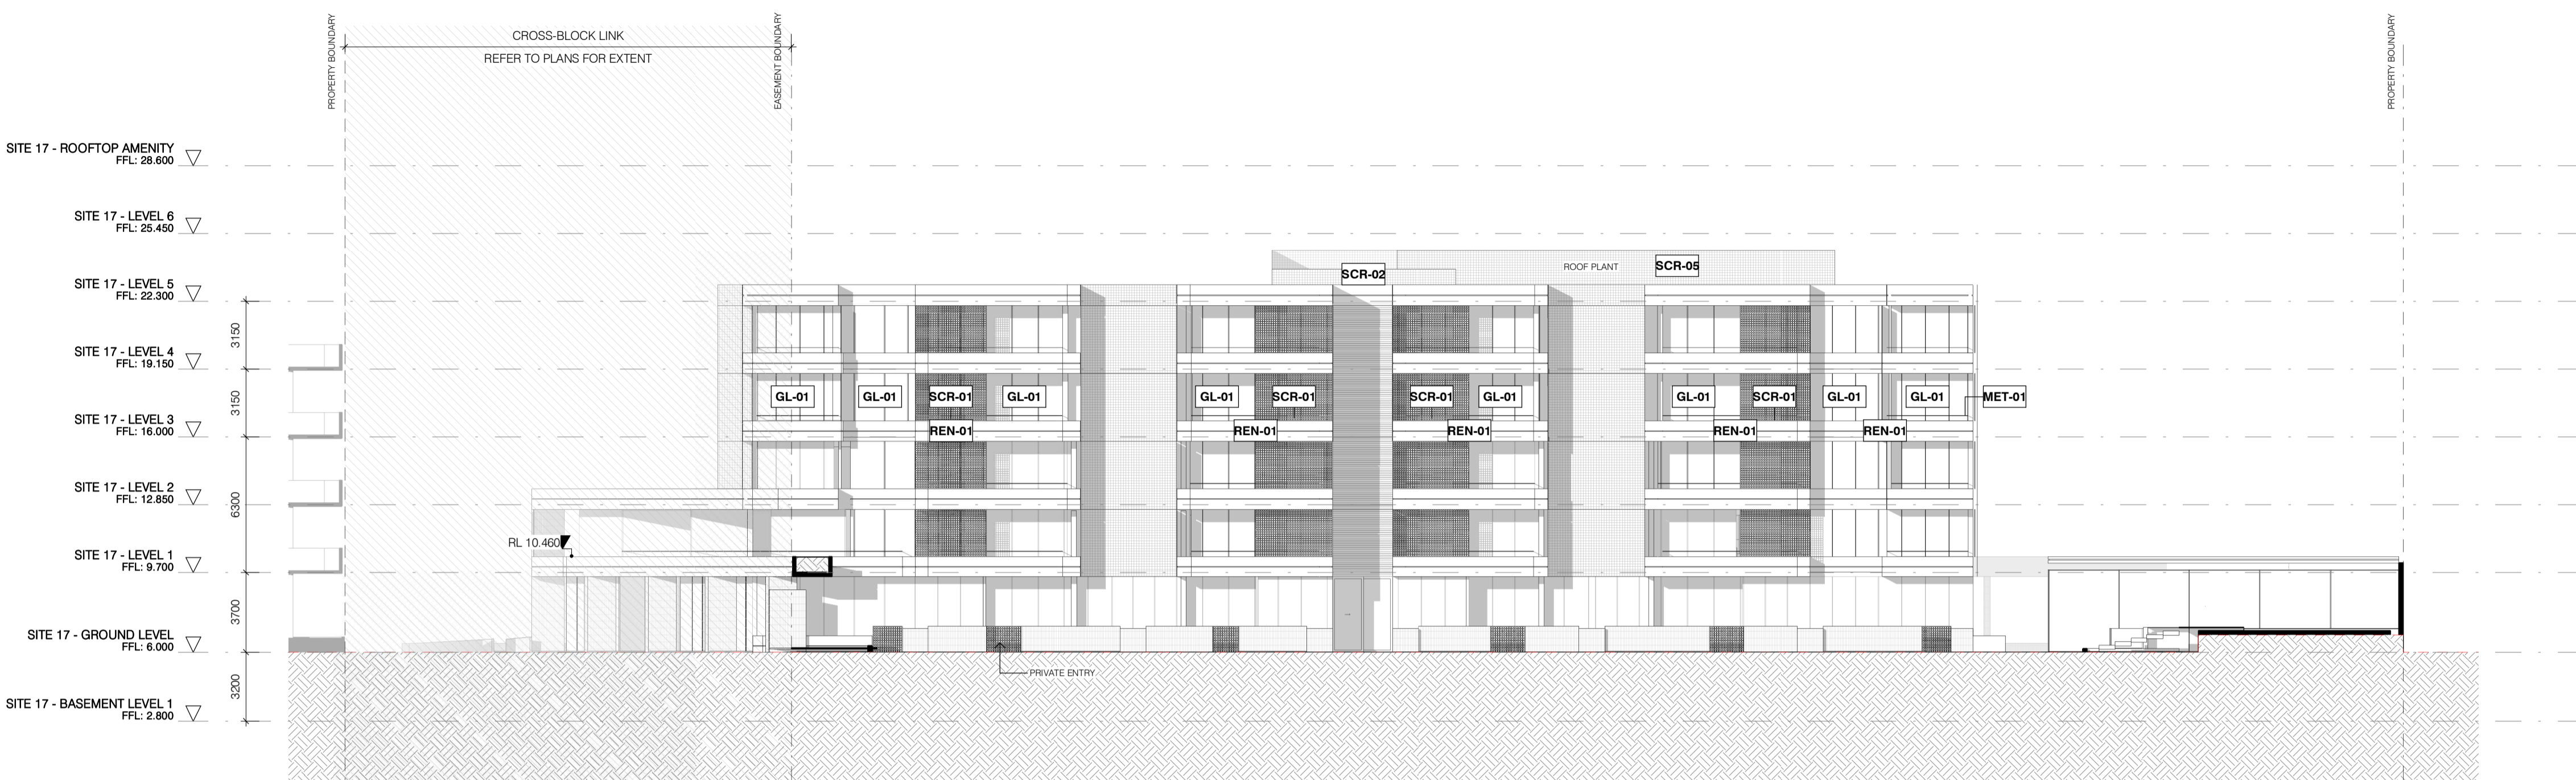 PROPERTY BOUNDARY
CROSS-BLOCK LINK
REFER TO PLANS FOR EXTENT
EASEMENT BOUNDARY
PROPERTY BOUNDARY
SITE 17 - ROOFTOP AMENITY
FFL: 28.600
SITE 17 - LEVEL 6
FFL: 25.450
SITE 17 - LEVEL 5
FFL: 22.300
SITE 17 - LEVEL 4
FFL: 19.150
SITE 17 - LEVEL 3
FFL: 16.000
SITE 17 - LEVEL 2
FFL: 12.850
SITE 17 - LEVEL 1
FFL: 9.700
SITE 17 - GROUND LEVEL
FFL: 6.000
SITE 17 - BASEMENT LEVEL 1
FFL: 2.800
3150
3150
6300
3700
3200
SCR-02
ROOF PLANT
SCR-05
GL-01
GL-01
SCR-01
GL-01
GL-01
SCR-01
SCR-01
GL-01
GL-01
SCR-01
GL-01
GL-01
MET-01
REN-01
REN-01
REN-01
REN-01
REN-01
RL 10.460
PRIVATE ENTRY